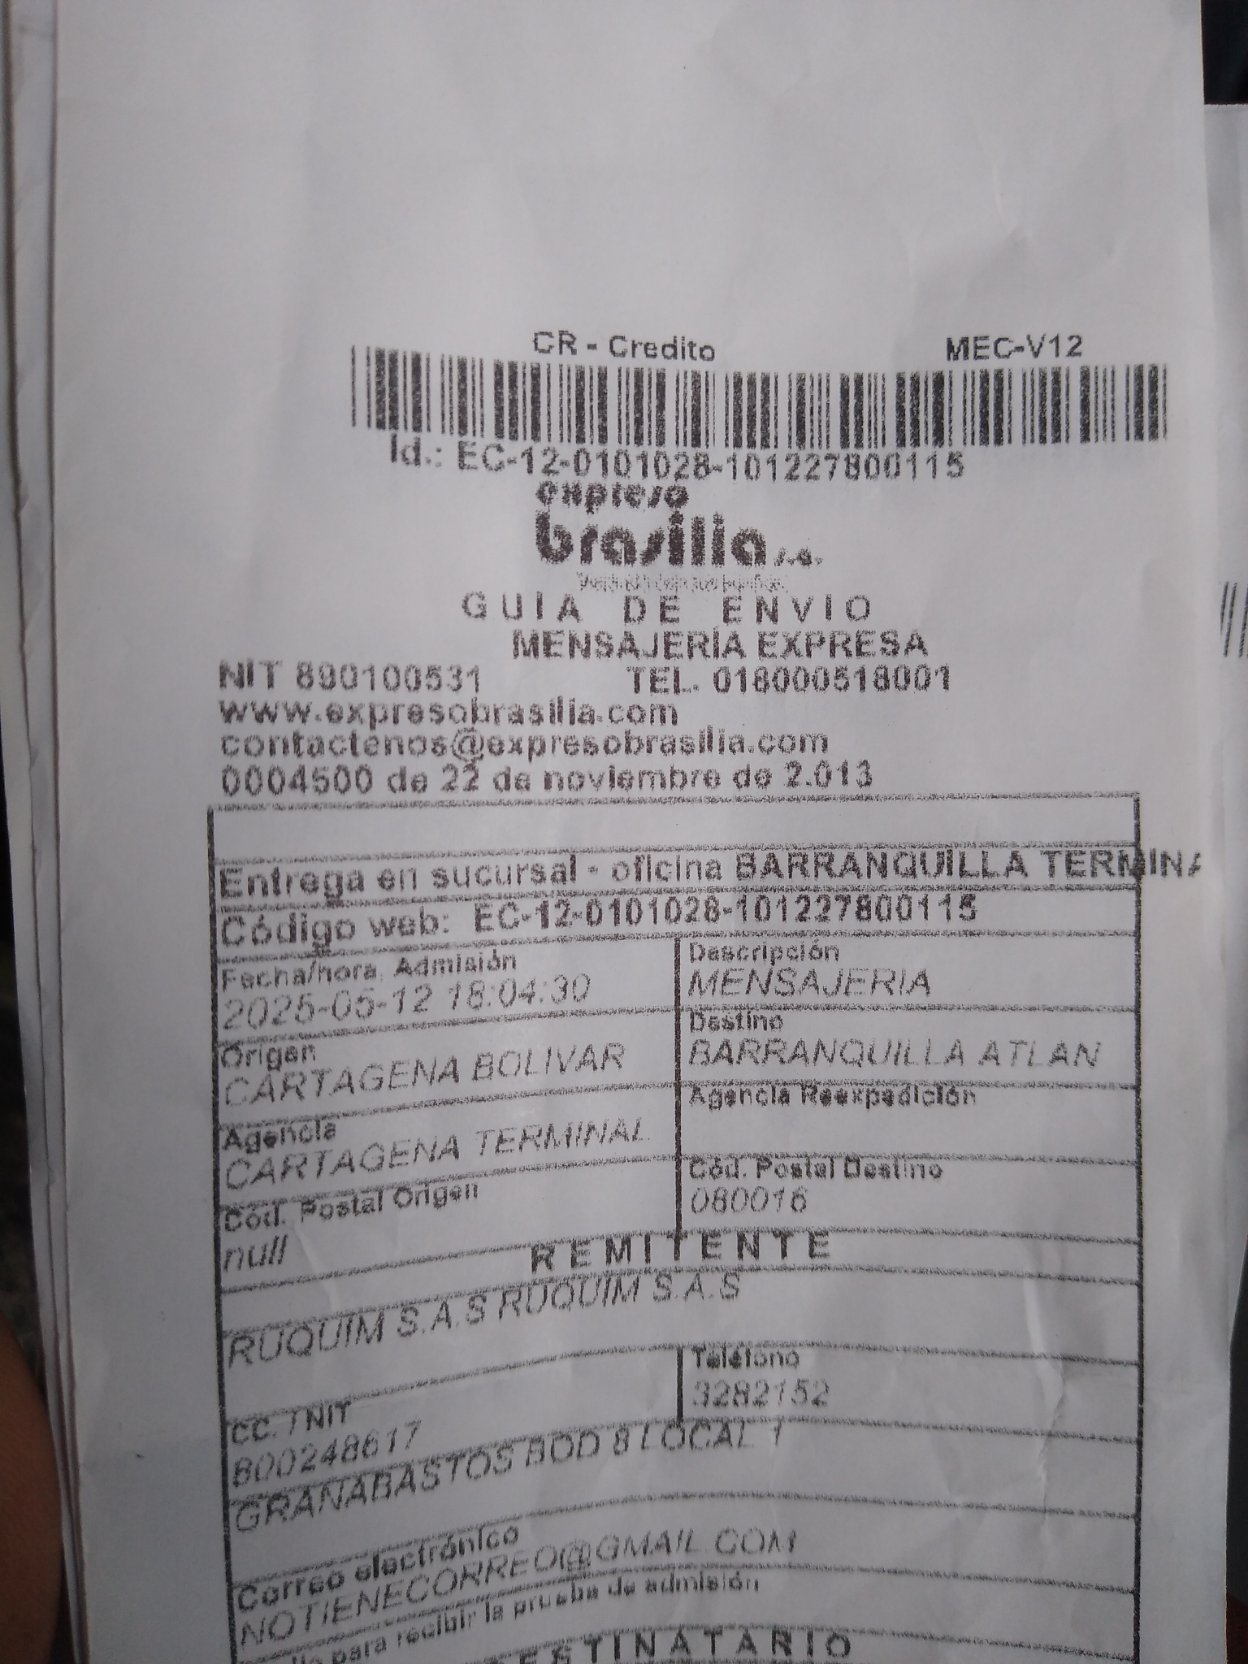 CR - Credito MEC-V12
Id.: EC-12-0101028-101227800115
expreso
brasilia s.a.
GUIA DE ENVIO
MENSAJERÍA EXPRESA
NIT 890100531 TEL. 018000518001
www.expresobrasilia.com
contactenos@expresobrasilia.com
0004500 de 22 de noviembre de 2.013
Entrega en sucursal - oficina BARRANQUILLA TERMINA
Código web: EC-12-0101028-101227800115
Fecha/hora Admisión Descripción
2025-05-12 18:04:30 MENSAJERIA
Origen Destino
CARTAGENA BOLIVAR BARRANQUILLA ATLAN
Agencia Agencia Reexpedición
CARTAGENA TERMINAL
Cód. Postal Origen Cód. Postal Destino
null 080016
REMITENTE
RUQUIM S.A.S RUQUIM S.A.S
CC. / NIT Teléfono
800248617 3282152
GRANABASTOS BOD 8 LOCAL 1
Correo electrónico
NOTIENECORREO@GMAIL.COM
para recibir la prueba de admisión
ESTINATARIO